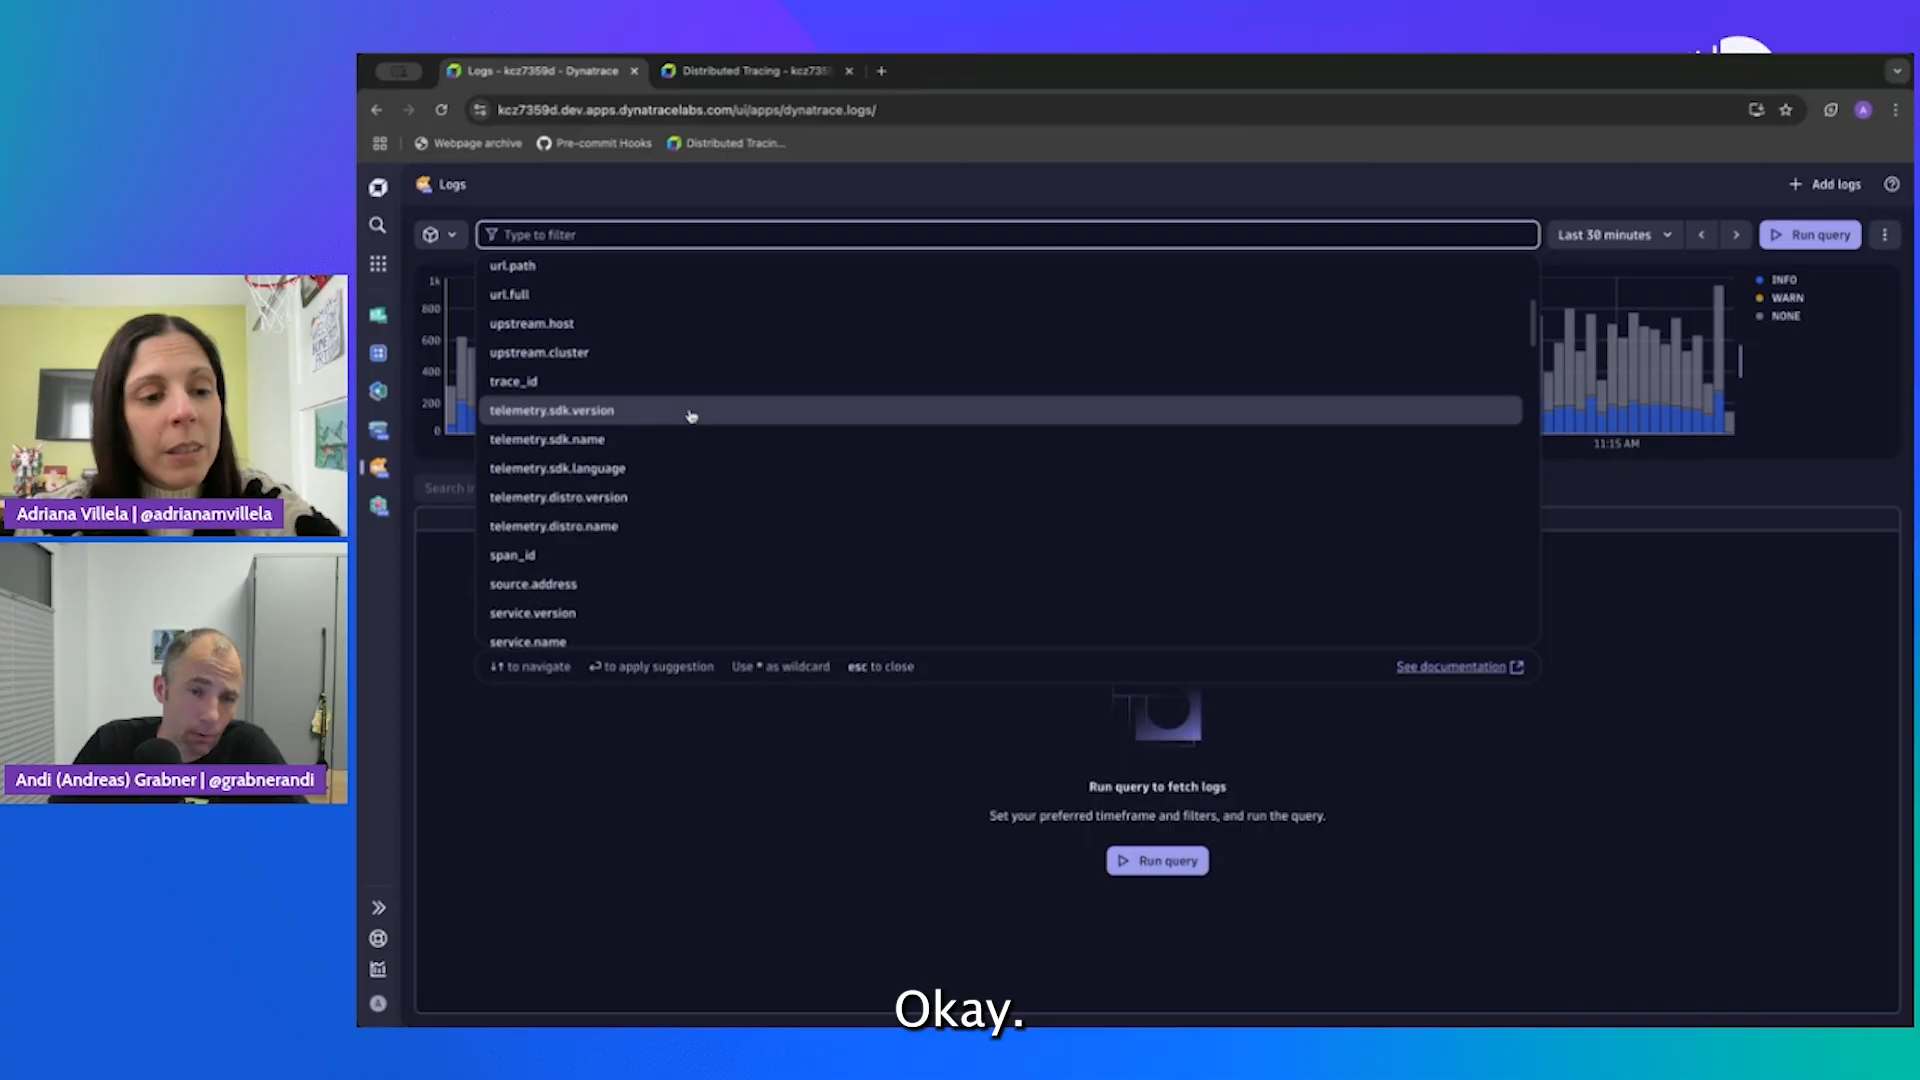 Logs - kcz7359d - Dynatrace
Distributed Tracing - kcz735
kcz7359d.dev.apps.dynatracelabs.com/ui/apps/dynatrace.logs/
A
Webpage archive
Pre-commit Hooks
Distributed Tracin...
Logs
Add logs
Type to filter
Last 30 minutes
Run query
url.path
url.full
upstream.host
upstream.cluster
trace_id
telemetry.sdk.version
telemetry.sdk.name
telemetry.sdk.language
telemetry.distro.version
telemetry.distro.name
span_id
source.address
service.version
service.name
↓↑ to navigate
↵ to apply suggestion
Use * as wildcard
esc to close
See documentation
1k
800
600
400
200
0
11:15 AM
INFO
WARN
NONE
Search in
Run query to fetch logs
Set your preferred timeframe and filters, and run the query.
Run query
A
Adriana Villela | @adrianamvillela
Andi (Andreas) Grabner | @grabnerandi
Okay.